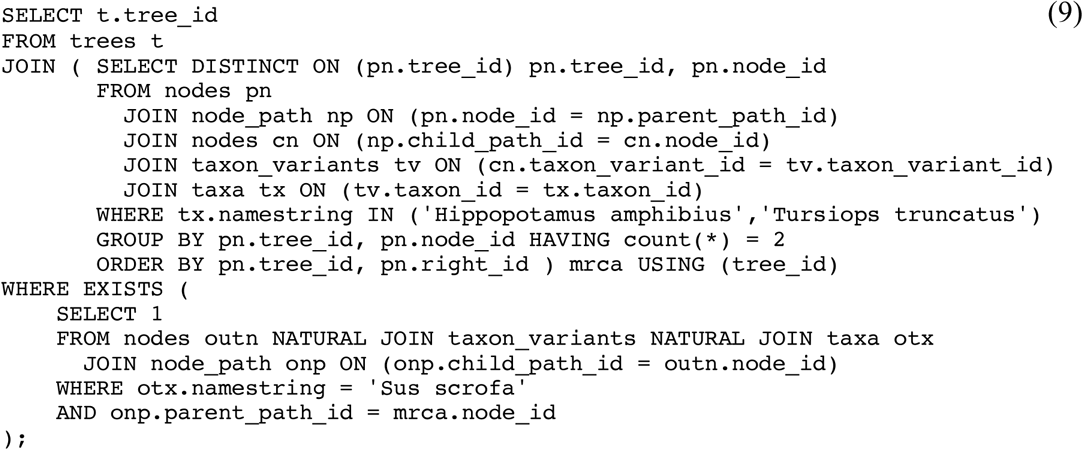 SELECT t.tree_id (9)
FROM trees t
JOIN ( SELECT DISTINCT ON (pn.tree_id) pn.tree_id, pn.node_id
FROM nodes pn
JOIN node_path np ON (pn.node_id = np.parent_path_id)
JOIN nodes cn ON (np.child_path_id = cn.node_id)
JOIN taxon_variants tv ON (cn.taxon_variant_id = tv.taxon_variant_id)
JOIN taxa tx ON (tv.taxon_id = tx.taxon_id)
WHERE tx.namestring IN ('Hippopotamus amphibius','Tursiops truncatus')
GROUP BY pn.tree_id, pn.node_id HAVING count(*) = 2
ORDER BY pn.tree_id, pn.right_id ) mrca USING (tree_id)
WHERE EXISTS (
SELECT 1
FROM nodes outn NATURAL JOIN taxon_variants NATURAL JOIN taxa otx
JOIN node_path onp ON (onp.child_path_id = outn.node_id)
WHERE otx.namestring = 'Sus scrofa'
AND onp.parent_path_id = mrca.node_id
);